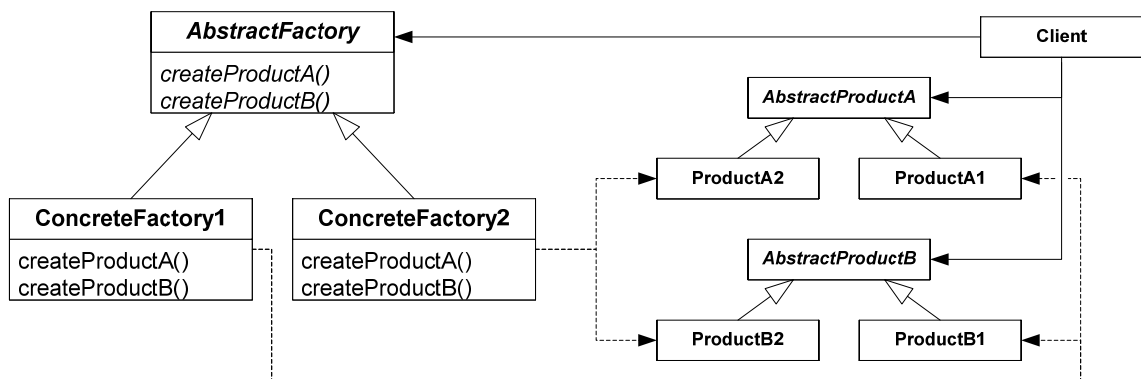 AbstractFactory
createProductA()
createProductB()
Client
AbstractProductA
ProductA2
ProductA1
ConcreteFactory1
createProductA()
createProductB()
ConcreteFactory2
createProductA()
createProductB()
AbstractProductB
ProductB2
ProductB1